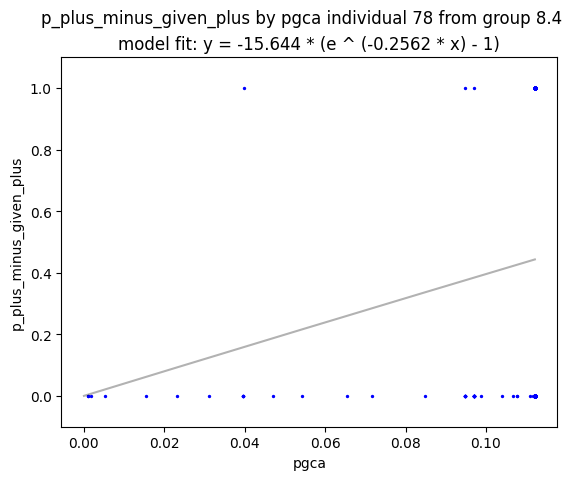 p_plus_minus_given_plus by pgca individual 78 from group 8.4
model fit: y = -15.644 * (e ^ (-0.2562 * x) - 1)
p_plus_minus_given_plus
1.0
0.8
0.6
0.4
0.2
0.0
0.00 0.02 0.04 0.06 0.08 0.10
pgca